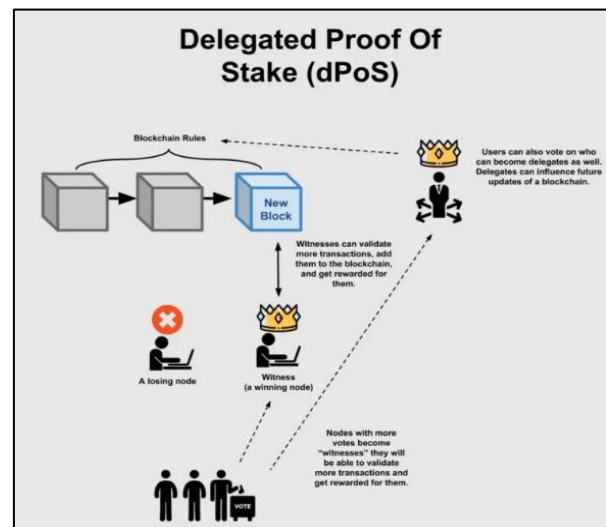 Delegated Proof Of
Stake (dPoS)
Blockchain Rules
Users can also vote on who
can become delegates as well.
Delegates can influence future
updates of a blockchain.
New
Block
Witnesses can validate
more transactions, add
them to the blockchain,
and get rewarded for
them.
A losing node
Witness
(a winning node)
Nodes with more
votes become
"witnesses" they will
be able to validate
more transactions and
get rewarded for them.
VOTE